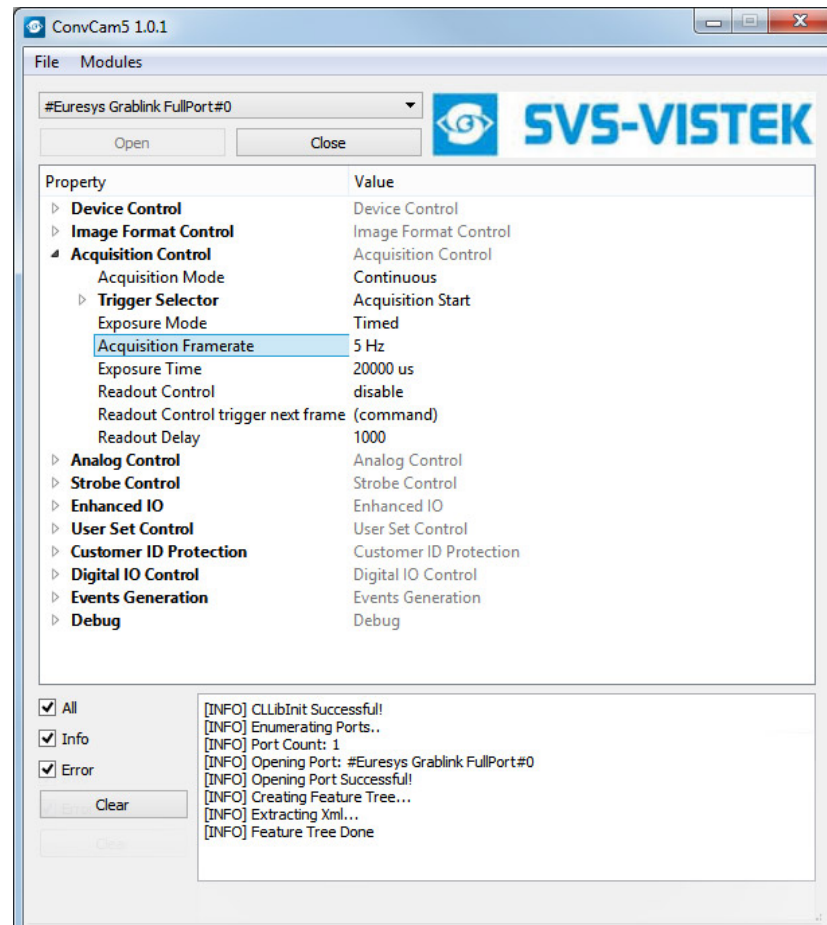 ConvCam5 1.0.1
File Modules
#Euresys Grablink FullPort#0
Open Close
SVS-VISTEK
Property Value
Device Control Device Control
Image Format Control Image Format Control
Acquisition Control Acquisition Control
Acquisition Mode Continuous
Trigger Selector Acquisition Start
Exposure Mode Timed
Acquisition Framerate 5 Hz
Exposure Time 20000 us
Readout Control disable
Readout Control trigger next frame (command)
Readout Delay 1000
Analog Control Analog Control
Strobe Control Strobe Control
Enhanced IO Enhanced IO
User Set Control User Set Control
Customer ID Protection Customer ID Protection
Digital IO Control Digital IO Control
Events Generation Events Generation
Debug Debug
All
Info
Error
Clear
Error
Clear
[INFO] CLLibInit Successful!
[INFO] Enumerating Ports..
[INFO] Port Count: 1
[INFO] Opening Port: #Euresys Grablink FullPort#0
[INFO] Opening Port Successful!
[INFO] Creating Feature Tree...
[INFO] Extracting Xml...
[INFO] Feature Tree Done